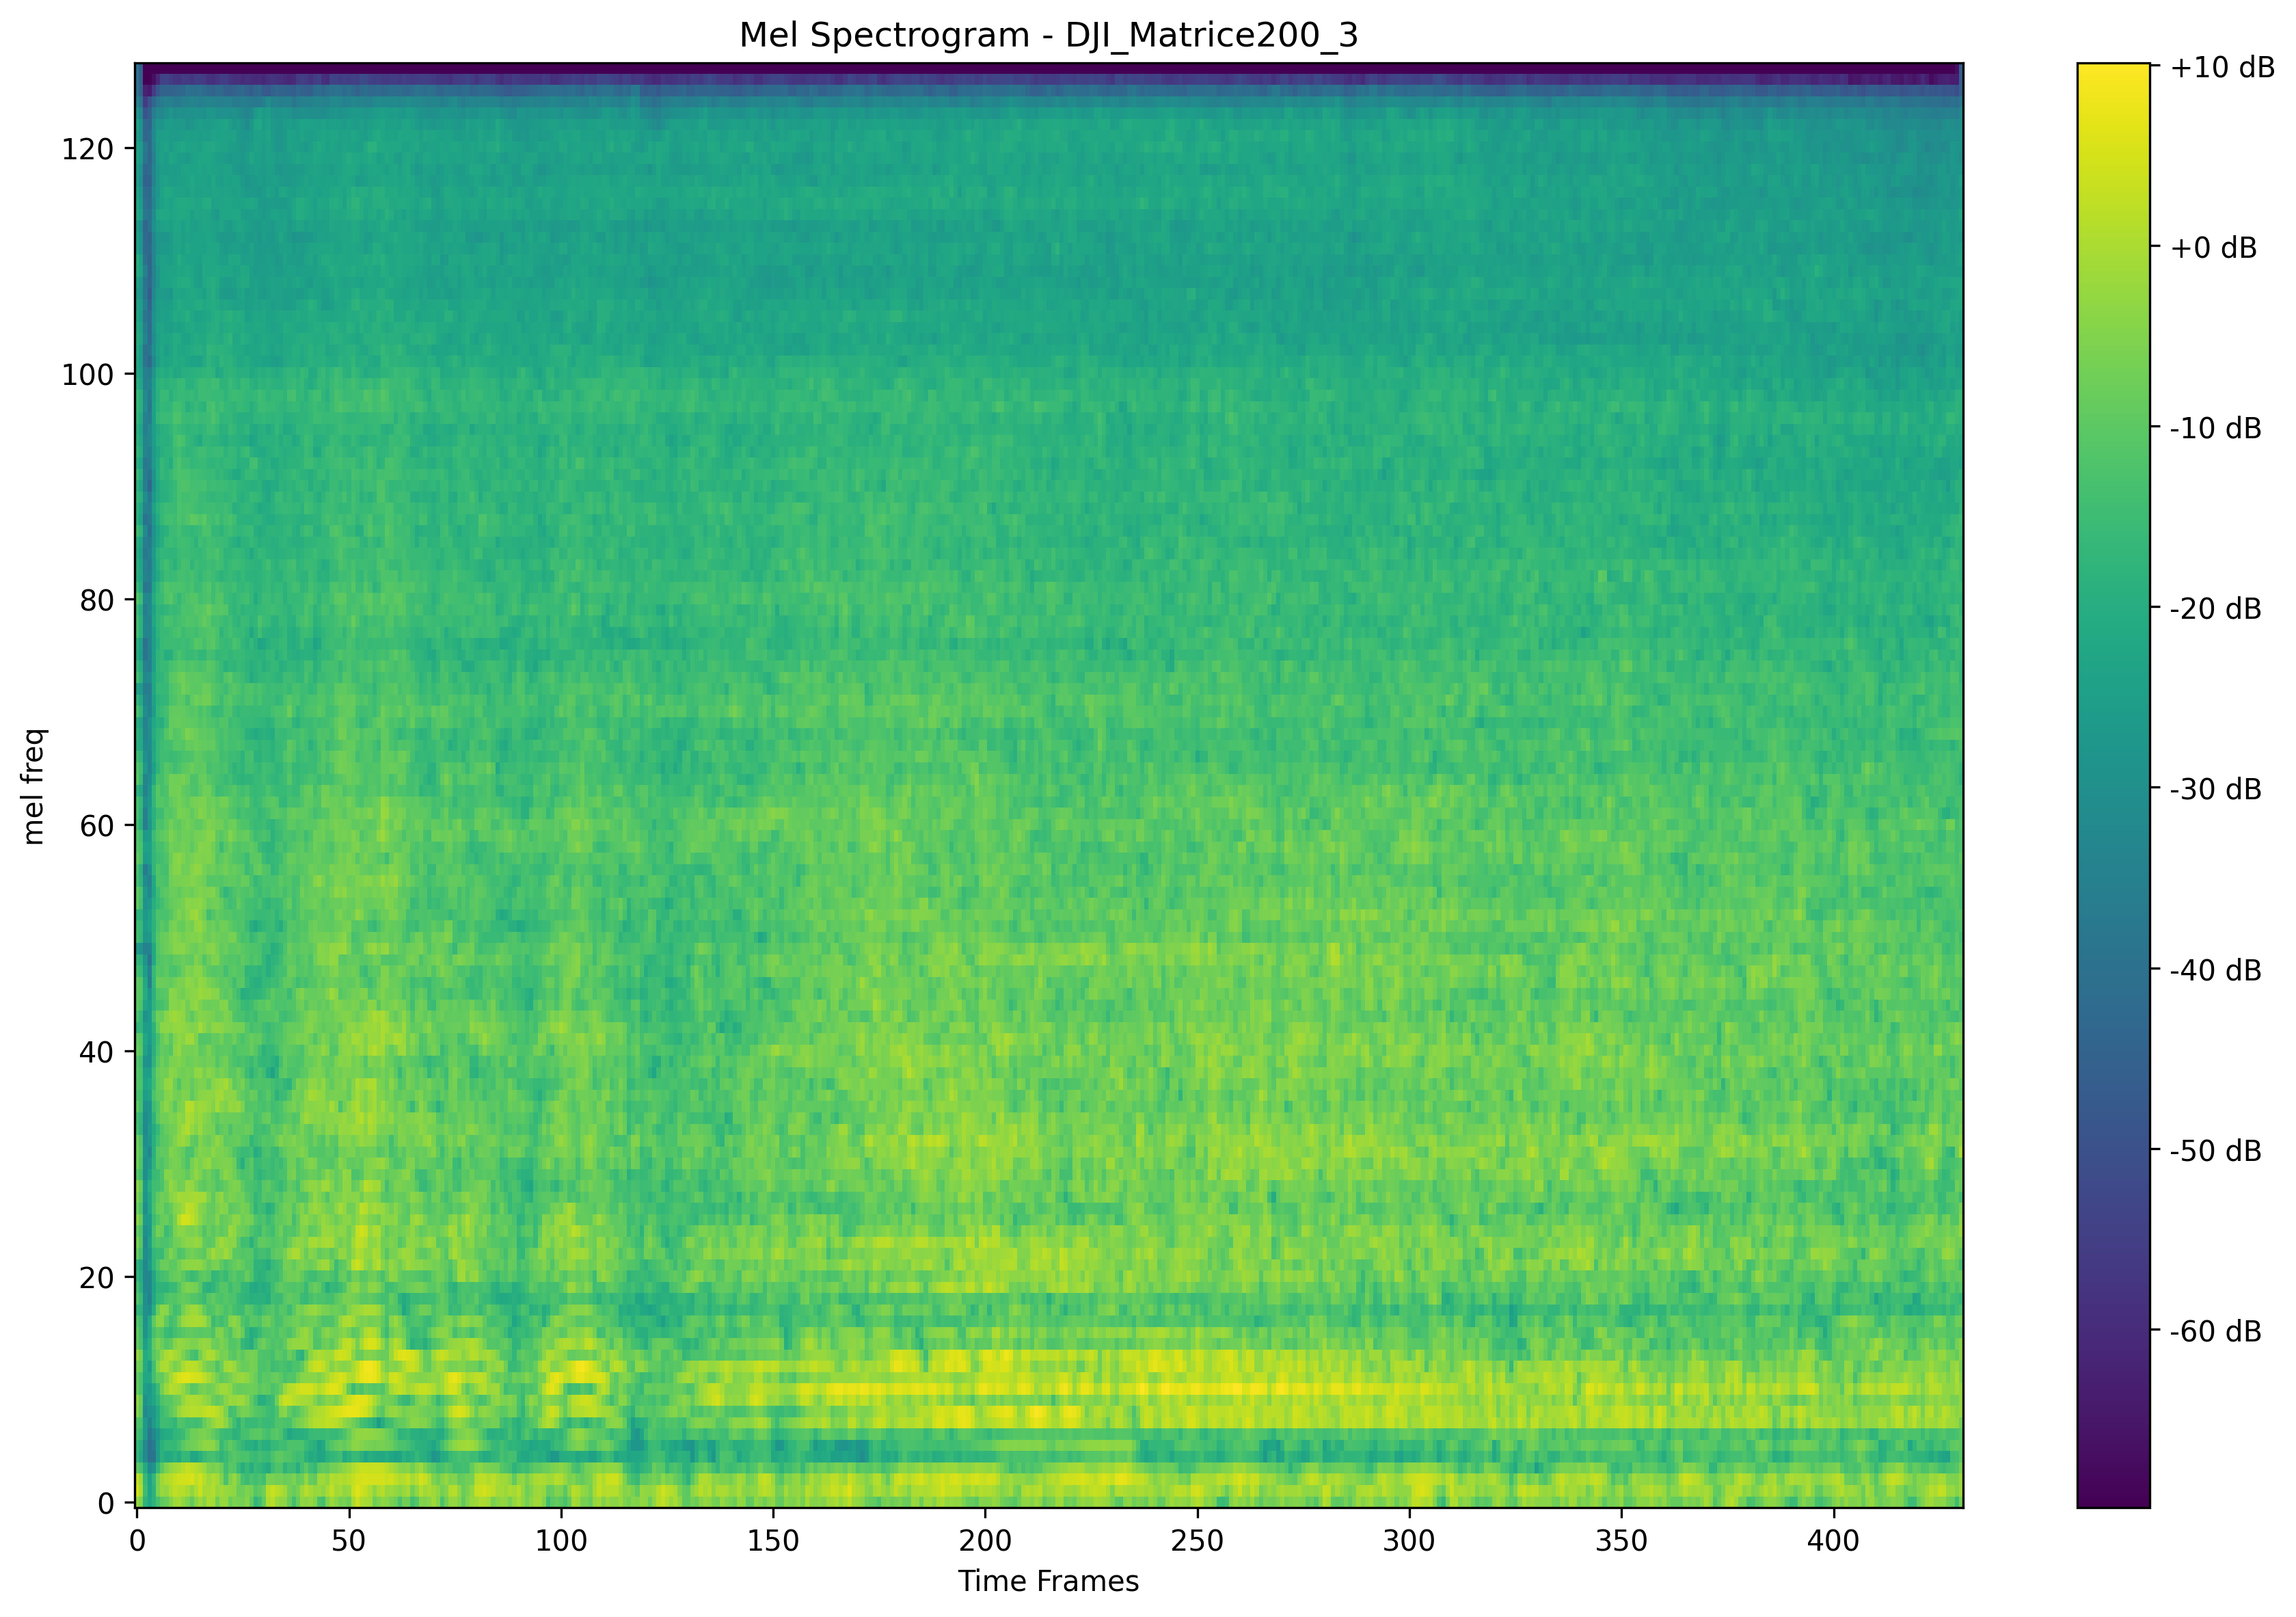 Mel Spectrogram - DJI_Matrice200_3
mel freq
120
100
80
60
40
20
0
0 50 100 150 200 250 300 350 400
Time Frames
+10 dB
+0 dB
-10 dB
-20 dB
-30 dB
-40 dB
-50 dB
-60 dB